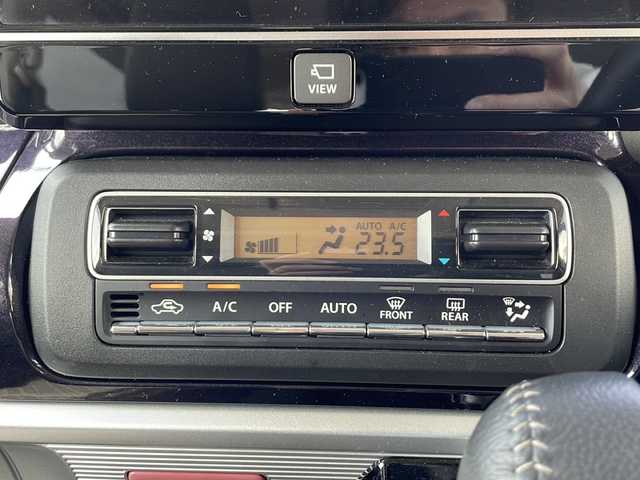 VIEW
AUTO A/C
23.5
A/C OFF AUTO FRONT REAR